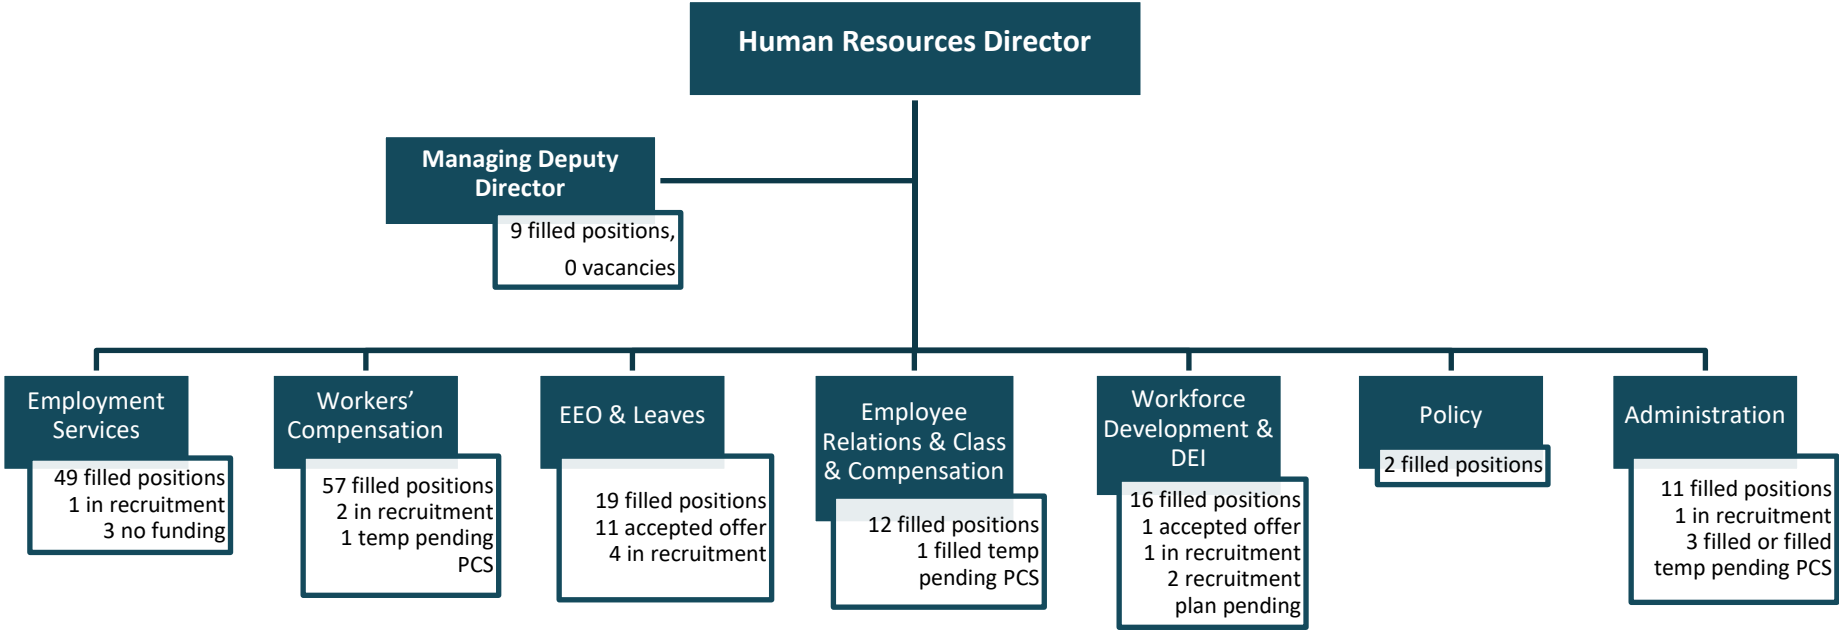 Human Resources Director
Managing Deputy
Director
9 filled positions,
0 vacancies
Employment
Services
49 filled positions
1 in recruitment
3 no funding
Workers’
Compensation
57 filled positions
2 in recruitment
1 temp pending
PCS
EEO & Leaves
19 filled positions
11 accepted offer
4 in recruitment
Employee
Relations & Class
& Compensation
12 filled positions
1 filled temp
pending PCS
Workforce
Development &
DEI
16 filled positions
1 accepted offer
1 in recruitment
2 recruitment
plan pending
Policy
2 filled positions
Administration
11 filled positions
1 in recruitment
3 filled or filled
temp pending PCS